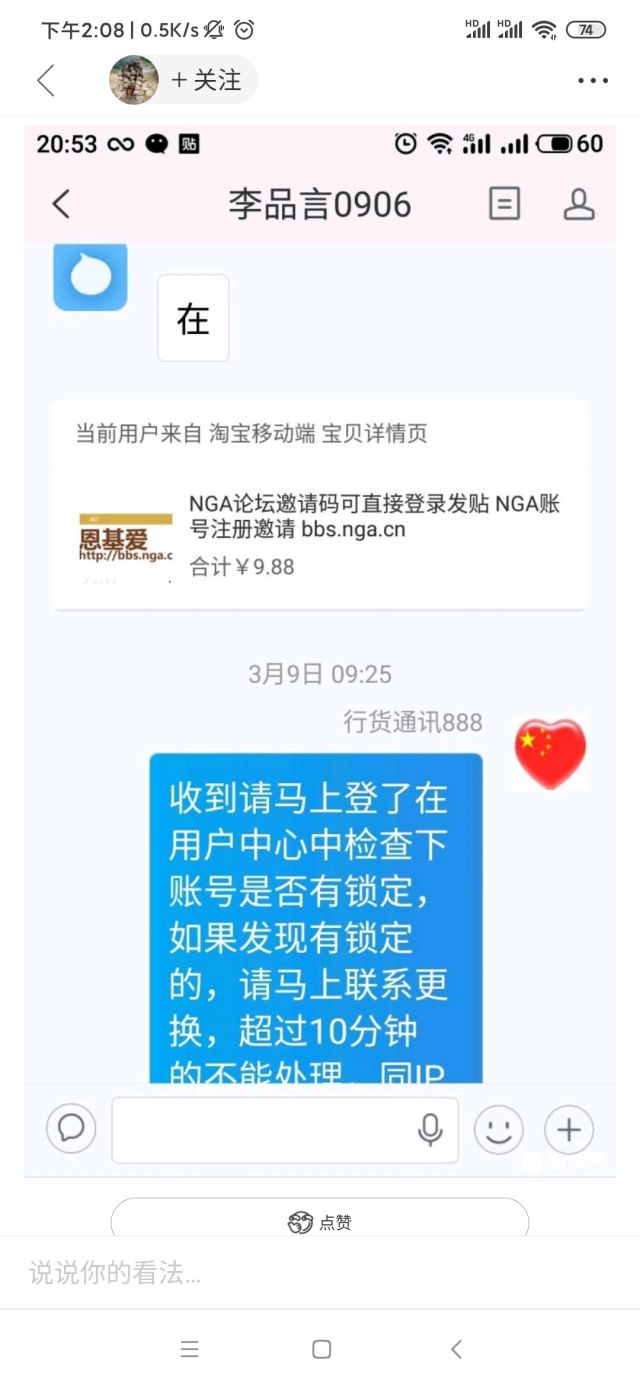 下午2:08 | 0.5K/s
HD HD 74
+ 关注
20:53 贴 4G 60
李品言0906
在
当前用户来自 淘宝移动端 宝贝详情页
NGA论坛邀请码可直接登录发贴 NGA账
号注册邀请 bbs.nga.cn
恩基爱
http://bbs.nga.c
合计￥9.88
3月9日 09:25
行货通讯888
收到请马上登了在
用户中心中检查下
账号是否有锁定，
如果发现有锁定
的，请马上联系更
换，超过10分钟
的不能处理。同IP
点赞
说说你的看法...